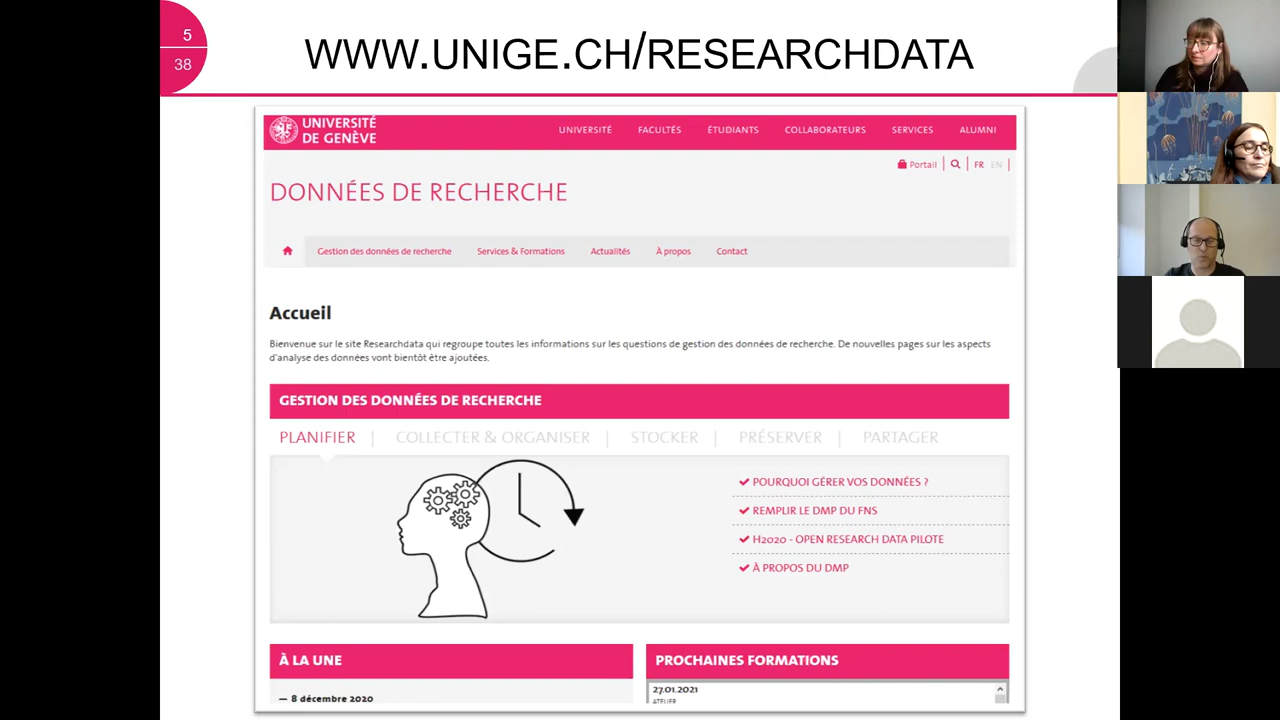 5
38
WWW.UNIGE.CH/RESEARCHDATA
UNIVERSITÉ
DE GENÈVE
UNIVERSITÉ FACULTÉS ÉTUDIANTS COLLABORATEURS SERVICES ALUMNI
Portail FR EN
DONNÉES DE RECHERCHE
Gestion des données de recherche Services & Formations Actualités À propos Contact
Accueil
Bienvenue sur le site Researchdata qui regroupe toutes les informations sur les questions de gestion des données de recherche. De nouvelles pages sur les aspects
d'analyse des données vont bientôt être ajoutées.
GESTION DES DONNÉES DE RECHERCHE
PLANIFIER | COLLECTER & ORGANISER | STOCKER | PRÉSERVER | PARTAGER
POURQUOI GÉRER VOS DONNÉES ?
REMPLIR LE DMP DU FNS
H2020 - OPEN RESEARCH DATA PILOTE
À PROPOS DU DMP
À LA UNE
— 8 décembre 2020
PROCHAINES FORMATIONS
27.01.2021
ATELIER